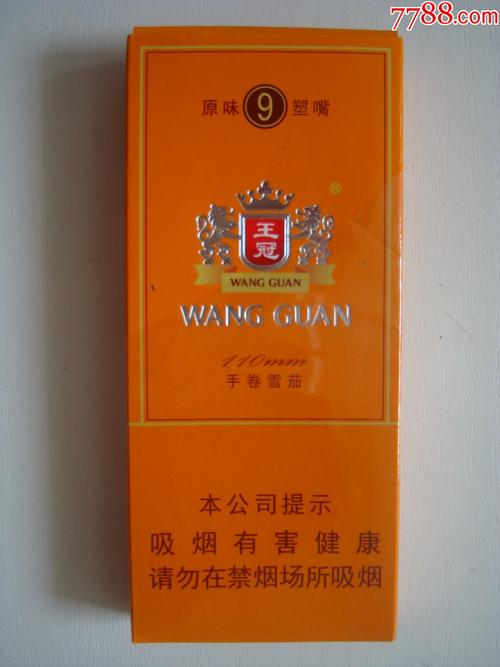 7788.com
原味 9 塑嘴
®
王
冠
WANG GUAN
WANG GUAN
110mm
手卷雪茄
本公司提示
吸烟有害健康
请勿在禁烟场所吸烟